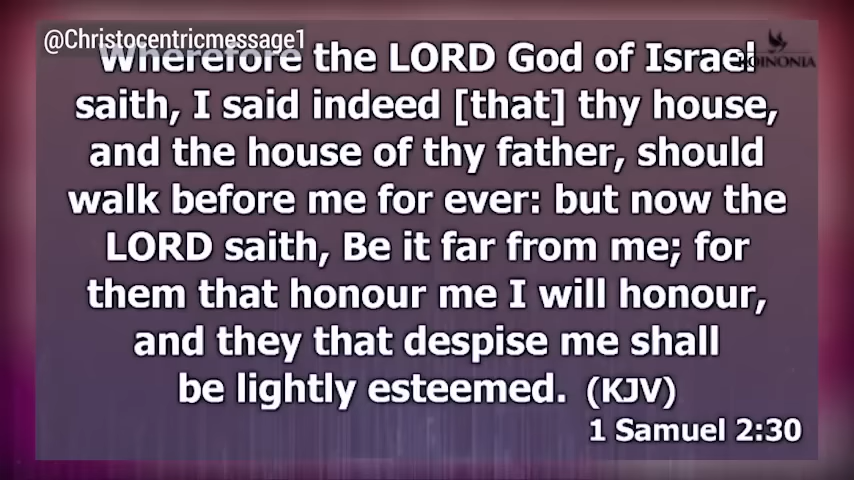 @Christocentricmessage1
KOINONIA
Wherefore the LORD God of Israel
saith, I said indeed [that] thy house,
and the house of thy father, should
walk before me for ever: but now the
LORD saith, Be it far from me; for
them that honour me I will honour,
and they that despise me shall
be lightly esteemed. (KJV)
1 Samuel 2:30